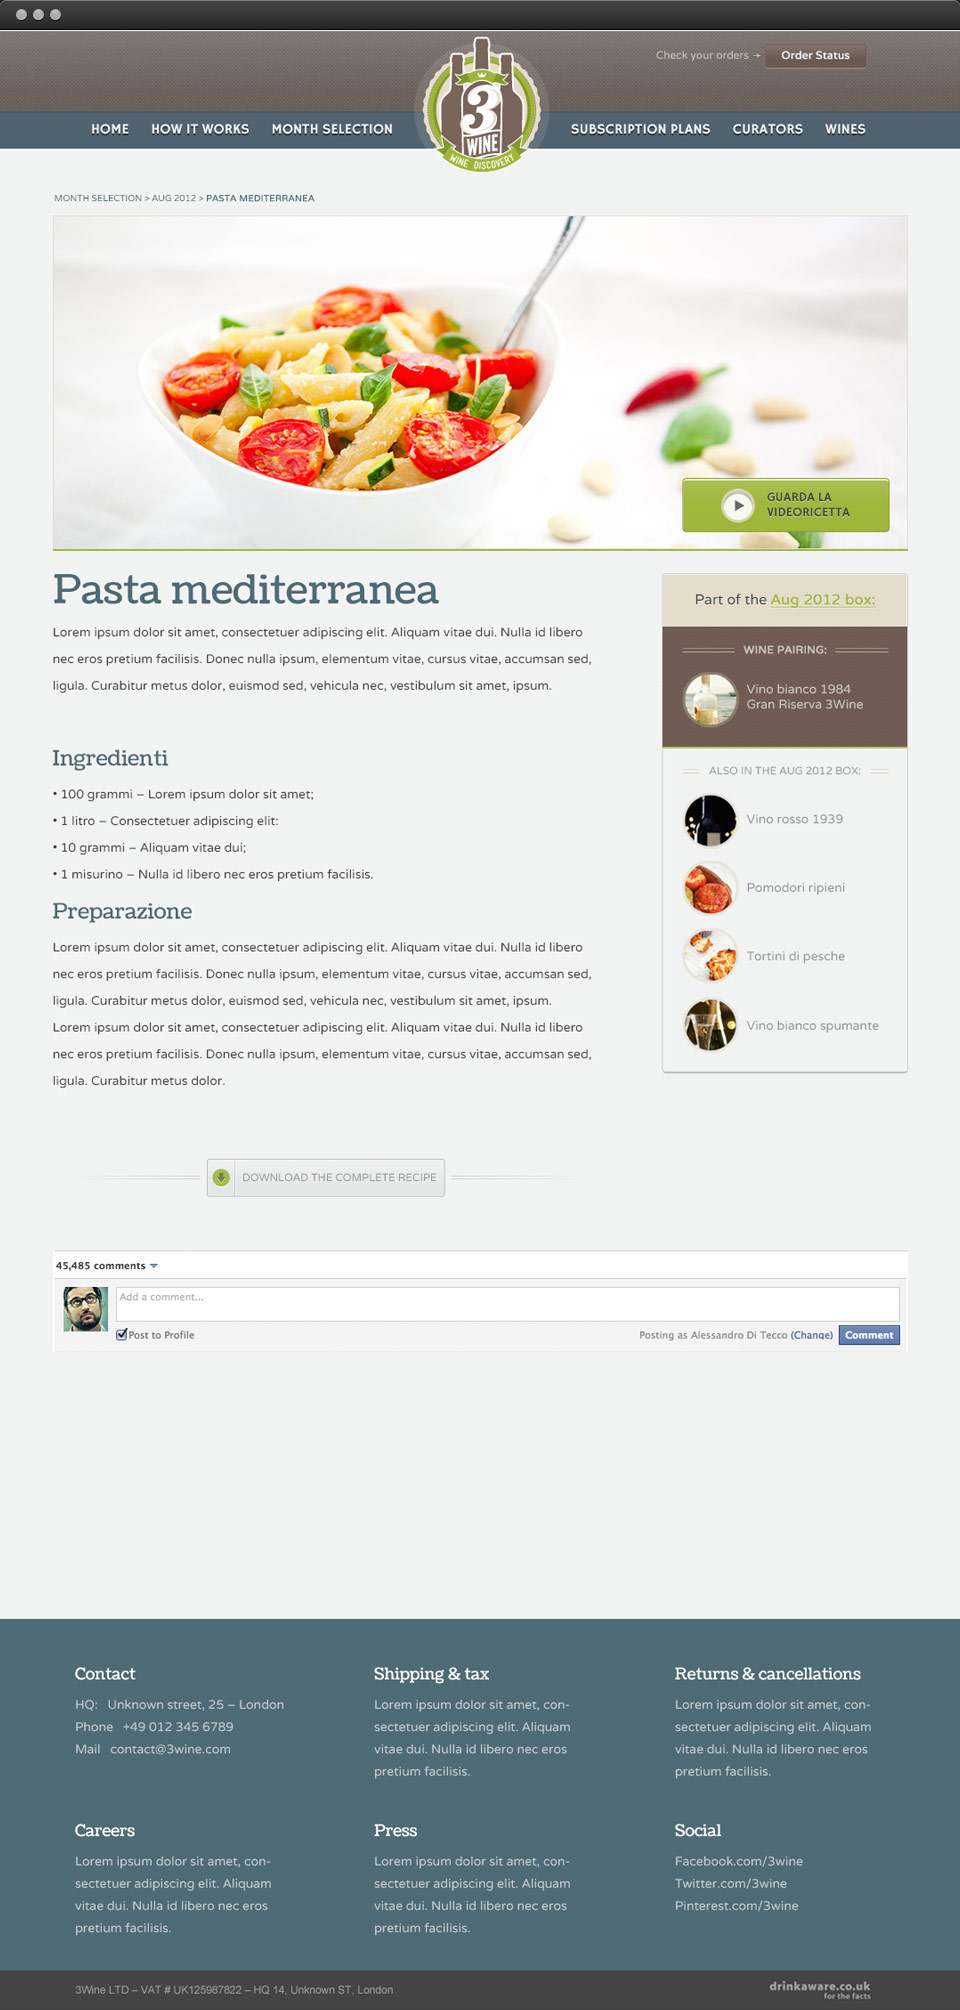 Check your orders → Order Status
3
WINE
WINE DISCOVERY
HOME HOW IT WORKS MONTH SELECTION SUBSCRIPTION PLANS CURATORS WINES
MONTH SELECTION > AUG 2012 > PASTA MEDITERRANEA
GUARDA LA
VIDEORICETTA
Pasta mediterranea
Lorem ipsum dolor sit amet, consectetuer adipiscing elit. Aliquam vitae dui. Nulla id libero
nec eros pretium facilisis. Donec nulla ipsum, elementum vitae, cursus vitae, accumsan sed,
ligula. Curabitur metus dolor, euismod sed, vehicula nec, vestibulum sit amet, ipsum.
Ingredienti
• 100 grammi – Lorem ipsum dolor sit amet;
• 1 litro – Consectetuer adipiscing elit:
• 10 grammi – Aliquam vitae dui;
• 1 misurino – Nulla id libero nec eros pretium facilisis.
Preparazione
Lorem ipsum dolor sit amet, consectetuer adipiscing elit. Aliquam vitae dui. Nulla id libero
nec eros pretium facilisis. Donec nulla ipsum, elementum vitae, cursus vitae, accumsan sed,
ligula. Curabitur metus dolor, euismod sed, vehicula nec, vestibulum sit amet, ipsum.
Lorem ipsum dolor sit amet, consectetuer adipiscing elit. Aliquam vitae dui. Nulla id libero
nec eros pretium facilisis. Donec nulla ipsum, elementum vitae, cursus vitae, accumsan sed,
ligula. Curabitur metus dolor.
DOWNLOAD THE COMPLETE RECIPE
Part of the Aug 2012 box:
WINE PAIRING:
Vino bianco 1984
Gran Riserva 3Wine
ALSO IN THE AUG 2012 BOX:
Vino rosso 1939
Pomodori ripieni
Tortini di pesche
Vino bianco spumante
45,485 comments
Add a comment...
Post to Profile
Posting as Alessandro Di Tecco (Change) Comment
Contact
HQ: Unknown street, 25 – London
Phone +49 012 345 6789
Mail contact@3wine.com
Shipping & tax
Lorem ipsum dolor sit amet, con-
sectetuer adipiscing elit. Aliquam
vitae dui. Nulla id libero nec eros
pretium facilisis.
Returns & cancellations
Lorem ipsum dolor sit amet, con-
sectetuer adipiscing elit. Aliquam
vitae dui. Nulla id libero nec eros
pretium facilisis.
Careers
Lorem ipsum dolor sit amet, con-
sectetuer adipiscing elit. Aliquam
vitae dui. Nulla id libero nec eros
pretium facilisis.
Press
Lorem ipsum dolor sit amet, con-
sectetuer adipiscing elit. Aliquam
vitae dui. Nulla id libero nec eros
pretium facilisis.
Social
Facebook.com/3wine
Twitter.com/3wine
Pinterest.com/3wine
3Wine LTD – VAT # UK125987822 – HQ 14, Unknown ST, London
drinkaware.co.uk
for the facts